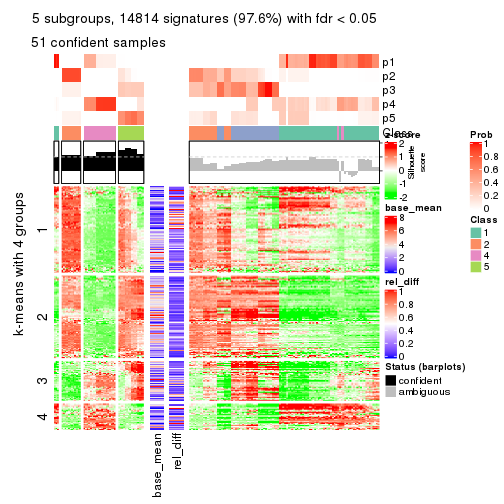 5 subgroups, 14814 signatures (97.6%) with fdr < 0.05
51 confident samples
p1
p2
p3
p4
p5
Class
z-score
2
1
0
-1
-2
Silhouette
score
Prob
1
0.8
0.6
0.4
0.2
0
Class
1
2
4
5
base_mean
8
6
4
2
0
rel_diff
1
0.8
0.6
0.4
0.2
0
Status (barplots)
confident
ambiguous
k-means with 4 groups
1
2
3
4
base_mean
rel_diff